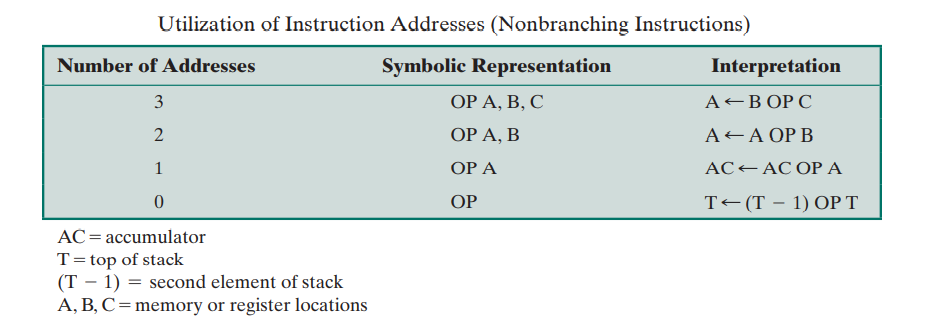 Utilization of Instruction Addresses (Nonbranching Instructions)
Number of Addresses Symbolic Representation Interpretation
3 OP A, B, C A ← B OP C
2 OP A, B A ← A OP B
1 OP A AC ← AC OP A
0 OP T ← (T − 1) OP T
AC = accumulator
T = top of stack
(T − 1) = second element of stack
A, B, C = memory or register locations